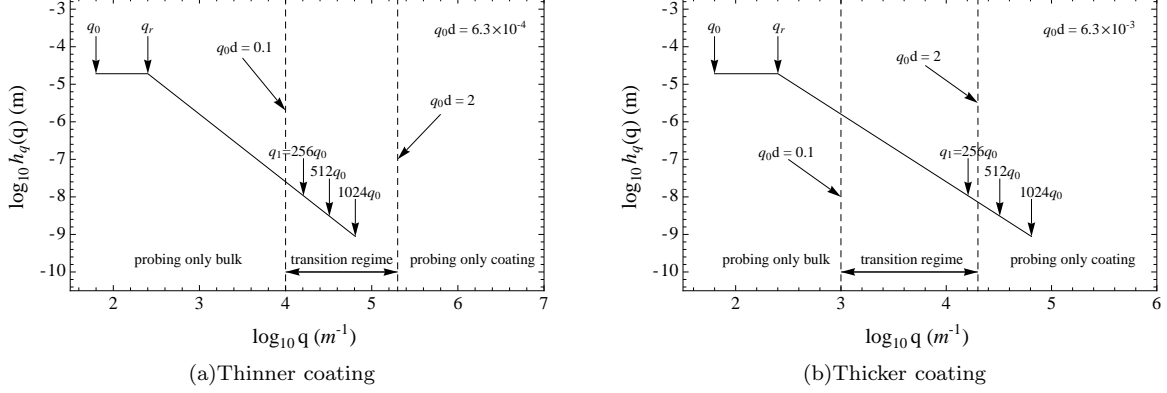 -3
-4
-5
-6
-7
-8
-9
-10
log₁₀ h_q(q) (m)
q₀d = 6.3×10⁻⁴
q₀
q_r
q₀d = 0.1
q₀d = 2
q₁=256q₀
512q₀
1024q₀
probing only bulk
transition regime
probing only coating
2 3 4 5 6 7
log₁₀ q (m⁻¹)
(a)Thinner coating
-3
-4
-5
-6
-7
-8
-9
-10
log₁₀ h_q(q) (m)
q₀d = 6.3×10⁻³
q₀
q_r
q₀d = 2
q₀d = 0.1
q₁=256q₀
512q₀
1024q₀
probing only bulk
transition regime
probing only coating
2 3 4 5 6
log₁₀ q (m⁻¹)
(b)Thicker coating